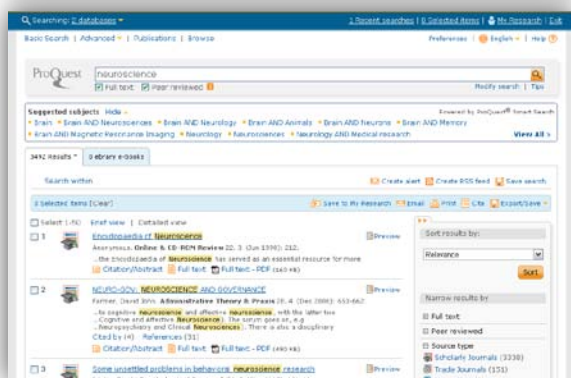 Searching: 2 databases
1 Recent searches | 0 Selected items | My Research | Exit
Basic Search | Advanced | Publications | Browse
Preferences | English | Help
ProQuest
neuroscience
Full text Peer reviewed
Modify search | Tips
Suggested subjects Hide
Powered by ProQuest® Smart Search
Brain Brain AND Neurosciences Brain AND Neurology Brain AND Animals Brain AND Neurons Brain AND Memory
Brain AND Magnetic Resonance Imaging Neurology Neurosciences Neurology AND Medical research
View All >
3492 Results * 0 ebrary e-books
Search within
Create alert Create RSS feed Save search
0 Selected items [Clear]
Save to My Research Email Print Cite Export/Save
Select Brief view | Detailed view
1 Encyclopaedia of Neuroscience
Preview
Anonymous. Online & CD-ROM Review 22. 3 (Jun 1998): 212.
...the Encyclopaedia of Neuroscience has served as an essential resource for more
Citation/Abstract Full text Full text - PDF
2 NEURO-GOV: NEUROSCIENCE AND GOVERNANCE
Preview
Farmer, David John. Administrative Theory & Praxis 28. 4 (Dec 2006): 653-662.
...to cognitive neuroscience and affective neuroscience, with the latter two
Cognitive and Affective Neuroscience). The scrum goes on, e.g
Neuropsychiatry and Clinical Neurosciences). There is also a disciplinary
Cited by (4) References (31)
Citation/Abstract Full text Full text - PDF
3 Some unsettled problems in behavioral neuroscience research
Preview
Sort results by:
Relevance
Sort
Narrow results by
Full text
Peer reviewed
Source type
Scholarly Journals (3338)
Trade Journals (151)